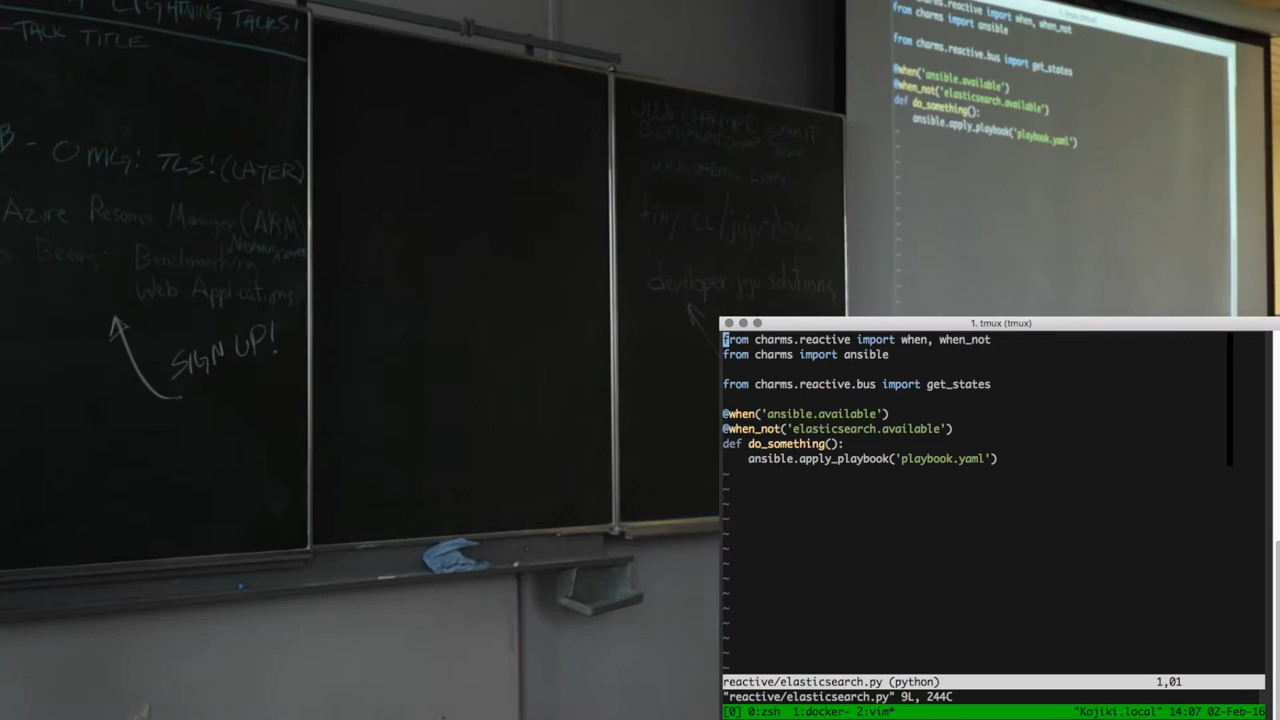 LIGHTNING TALKS!
-TALK TITLE
B - OMG! TLS! (LATER)
Azure Resource Manager (ARM)
Benchmarking
Web Applications
SIGN UP!
tiny.cc/juju-docs
developer.juju.solutions
charms.reactive import when, when_not
from charms import ansible
from charms.reactive.bus import get_states
@when('ansible.available')
@when_not('elasticsearch.available')
def do_something():
ansible.apply_playbook('playbook.yaml')
1. tmux (tmux)
from charms.reactive import when, when_not
from charms import ansible
from charms.reactive.bus import get_states
@when('ansible.available')
@when_not('elasticsearch.available')
def do_something():
ansible.apply_playbook('playbook.yaml')
~
~
~
~
~
~
~
~
~
~
~
~
~
~
reactive/elasticsearch.py (python) 1,01
"reactive/elasticsearch.py" 9L, 244C
[0] 0:zsh 1:docker- 2:vim* "Kojiki.local" 14:07 02-Feb-16